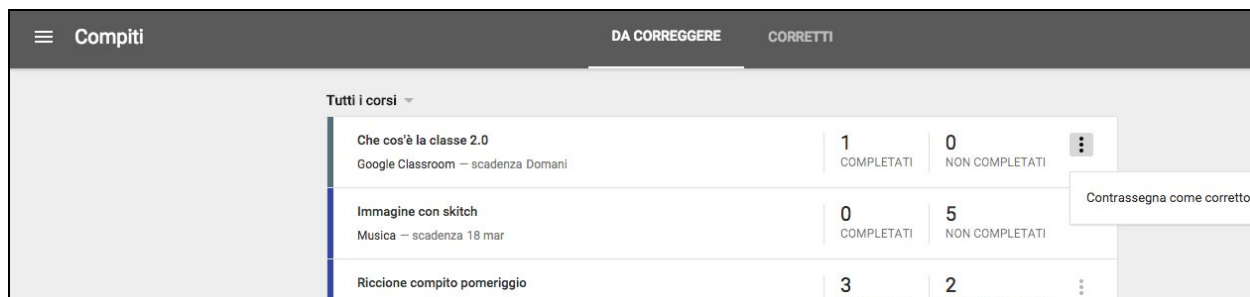 Compiti
DA CORREGGERE
CORRETTI
Tutti i corsi
Che cos'è la classe 2.0
Google Classroom — scadenza Domani
1
COMPLETATI
0
NON COMPLETATI
Contrassegna come corretto
Immagine con skitch
Musica — scadenza 18 mar
0
COMPLETATI
5
NON COMPLETATI
Riccione compito pomeriggio
3
2